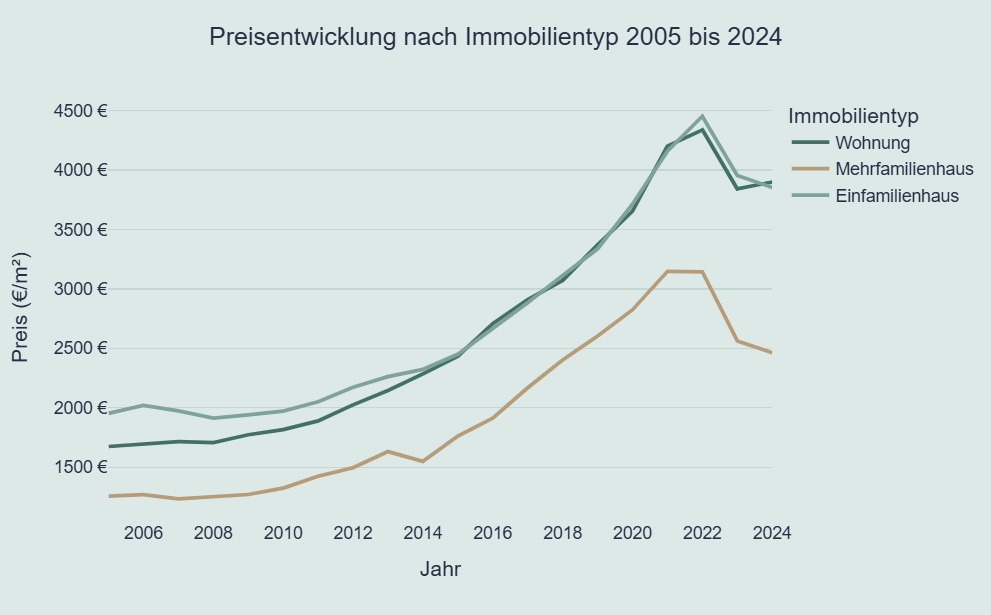 Preisentwicklung nach Immobilientyp 2005 bis 2024
Preis (€/m²)
4500 €
4000 €
3500 €
3000 €
2500 €
2000 €
1500 €
2006 2008 2010 2012 2014 2016 2018 2020 2022 2024
Jahr
Immobilientyp
Wohnung
Mehrfamilienhaus
Einfamilienhaus